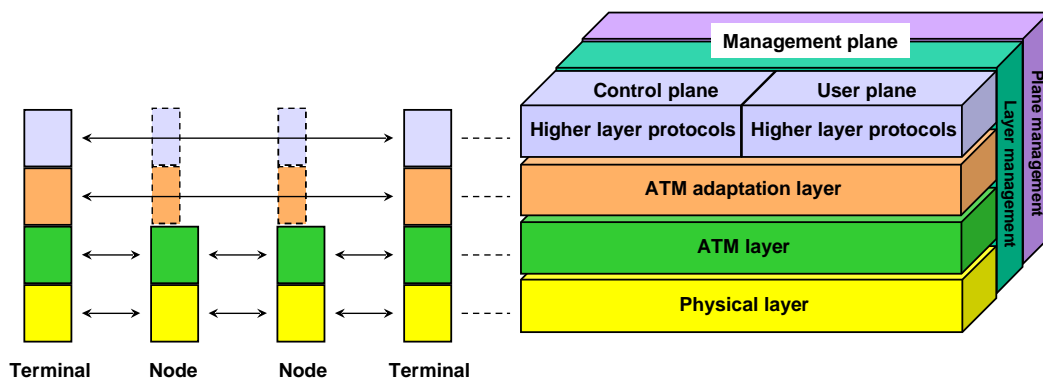 Management plane
Control plane
User plane
Higher layer protocols
Higher layer protocols
ATM adaptation layer
ATM layer
Physical layer
Layer management
Plane management
Terminal
Node
Node
Terminal